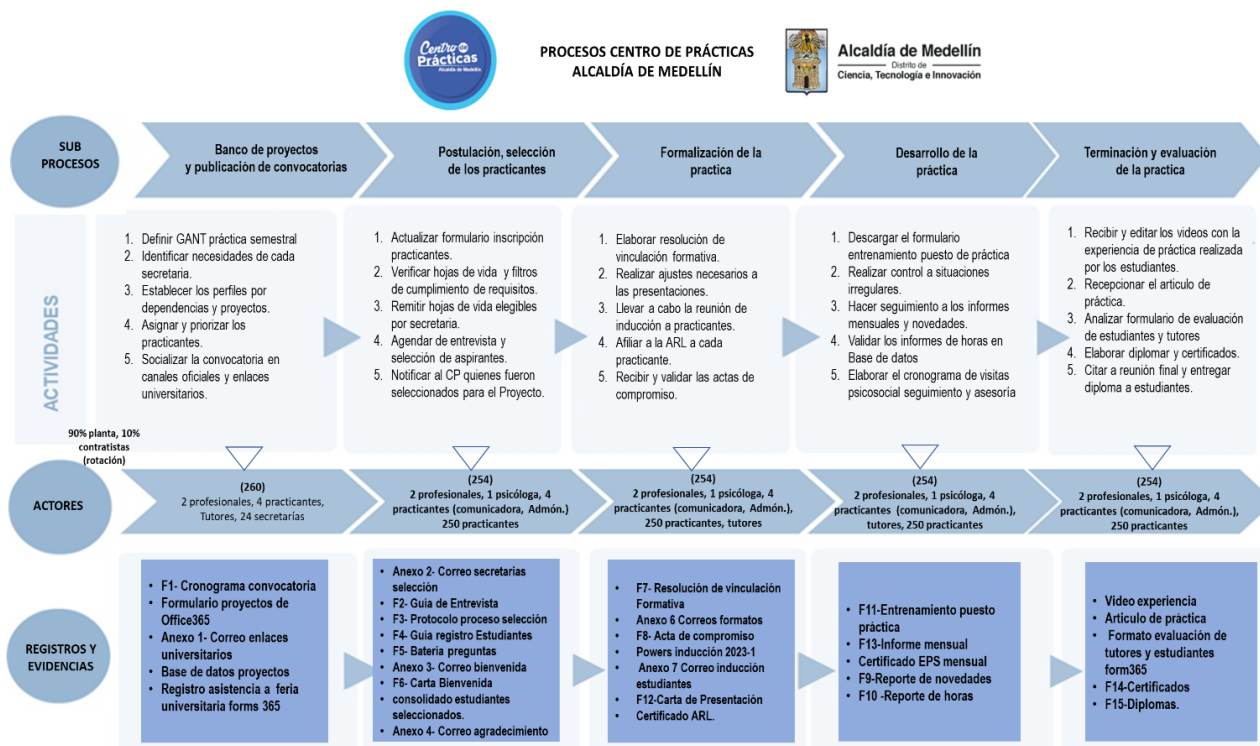 Centro de
Prácticas
Alcaldía de Medellín
PROCESOS CENTRO DE PRÁCTICAS
ALCALDÍA DE MEDELLÍN
Alcaldía de Medellín
Distrito de
Ciencia, Tecnología e Innovación
SUB
PROCESOS
Banco de proyectos
y publicación de convocatorias
Postulación, selección
de los practicantes
Formalización de la
practica
Desarrollo de la
práctica
Terminación y evaluación
de la practica
ACTIVIDADES
1. Definir GANT práctica semestral
2. Identificar necesidades de cada
secretaria.
3. Establecer los perfiles por
dependencias y proyectos.
4. Asignar y priorizar los
practicantes.
5. Socializar la convocatoria en
canales oficiales y enlaces
universitarios.
1. Actualizar formulario inscripción
practicantes.
2. Verificar hojas de vida y filtros
de cumplimiento de requisitos.
3. Remitir hojas de vida elegibles
por secretaria.
4. Agendar de entrevista y
selección de aspirantes.
5. Notificar al CP quienes fueron
seleccionados para el Proyecto.
1. Elaborar resolución de
vinculación formativa.
2. Realizar ajustes necesarios a
las presentaciones.
3. Llevar a cabo la reunión de
inducción a practicantes.
4. Afiliar a la ARL a cada
practicante.
5. Recibir y validar las actas de
compromiso.
1. Descargar el formulario
entrenamiento puesto de práctica
2. Realizar control a situaciones
irregulares.
3. Hacer seguimiento a los informes
mensuales y novedades.
4. Validar los informes de horas en
Base de datos
5. Elaborar el cronograma de visitas
psicosocial seguimiento y asesoría
1. Recibir y editar los videos con la
experiencia de práctica realizada
por los estudiantes.
2. Recepcionar el articulo de
práctica.
3. Analizar formulario de evaluación
de estudiantes y tutores
4. Elaborar diplomar y certificados.
5. Citar a reunión final y entregar
diploma a estudiantes.
90% planta, 10%
contratistas
(rotación)
ACTORES
(260)
2 profesionales, 4 practicantes,
Tutores, 24 secretarías
(254)
2 profesionales, 1 psicóloga, 4
practicantes (comunicadora, Admón.)
250 practicantes
(254)
2 profesionales, 1 psicóloga, 4
practicantes (comunicadora, Admón.),
250 practicantes, tutores
(254)
2 profesionales, 1 psicóloga, 4
practicantes (comunicadora, Admón.),
tutores, 250 practicantes
(254)
2 profesionales, 1 psicóloga, 4
practicantes (comunicadora, Admón.),
250 practicantes
REGISTROS Y
EVIDENCIAS
• F1- Cronograma convocatoria
• Formulario proyectos de
Office365
• Anexo 1- Correo enlaces
universitarios
• Base de datos proyectos
• Registro asistencia a feria
universitaria forms 365
• Anexo 2- Correo secretarias
selección
• F2- Guia de Entrevista
• F3- Protocolo proceso selección
• F4- Guia registro Estudiantes
• F5- Bateria preguntas
• Anexo 3- Correo bienvenida
• F6- Carta Bienvenida
• consolidado estudiantes
seleccionados.
• Anexo 4- Correo agradecimiento
• F7- Resolución de vinculación
Formativa
• Anexo 6 Correos formatos
• F8- Acta de compromiso
• Powers inducción 2023-1
• Anexo 7 Correo inducción
estudiantes
• F12-Carta de Presentación
• Certificado ARL.
• F11-Entrenamiento puesto
práctica
• F13-Informe mensual
• Certificado EPS mensual
• F9-Reporte de novedades
• F10 -Reporte de horas
• Video experiencia
• Articulo de práctica
• Formato evaluación de
tutores y estudiantes
form365
• F14-Certificados
• F15-Diplomas.